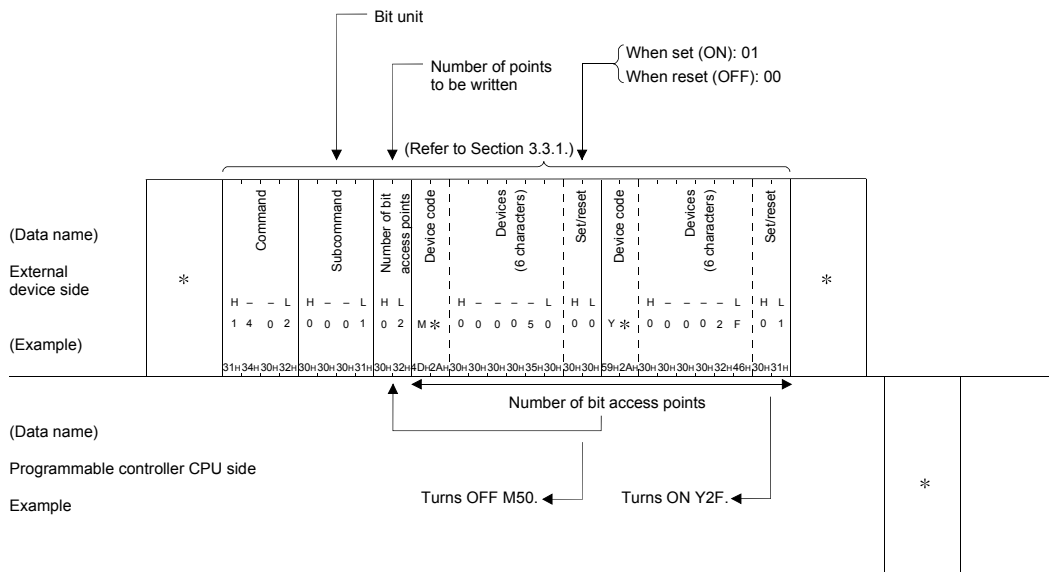 Bit unit
Number of points
to be written
When set (ON): 01
When reset (OFF): 00
(Refer to Section 3.3.1.)
(Data name)
External
device side
(Example)
*
Command
Subcommand
Number of bit
access points
Device code
Devices
(6 characters)
Set/reset
Device code
Devices
(6 characters)
Set/reset
*
H – – L H – – L H L H – – – – L H L H – – – – L H L
1 4 0 2 0 0 0 1 0 2 M * 0 0 0 0 5 0 0 0 Y * 0 0 0 0 2 F 0 1
31H 34H 30H 32H 30H 30H 30H 31H 30H 32H 4DH 2AH 30H 30H 30H 30H 35H 30H 30H 30H 59H 2AH 30H 30H 30H 30H 32H 46H 30H 31H
Number of bit access points
(Data name)
Programmable controller CPU side
Example
Turns OFF M50.
Turns ON Y2F.
*